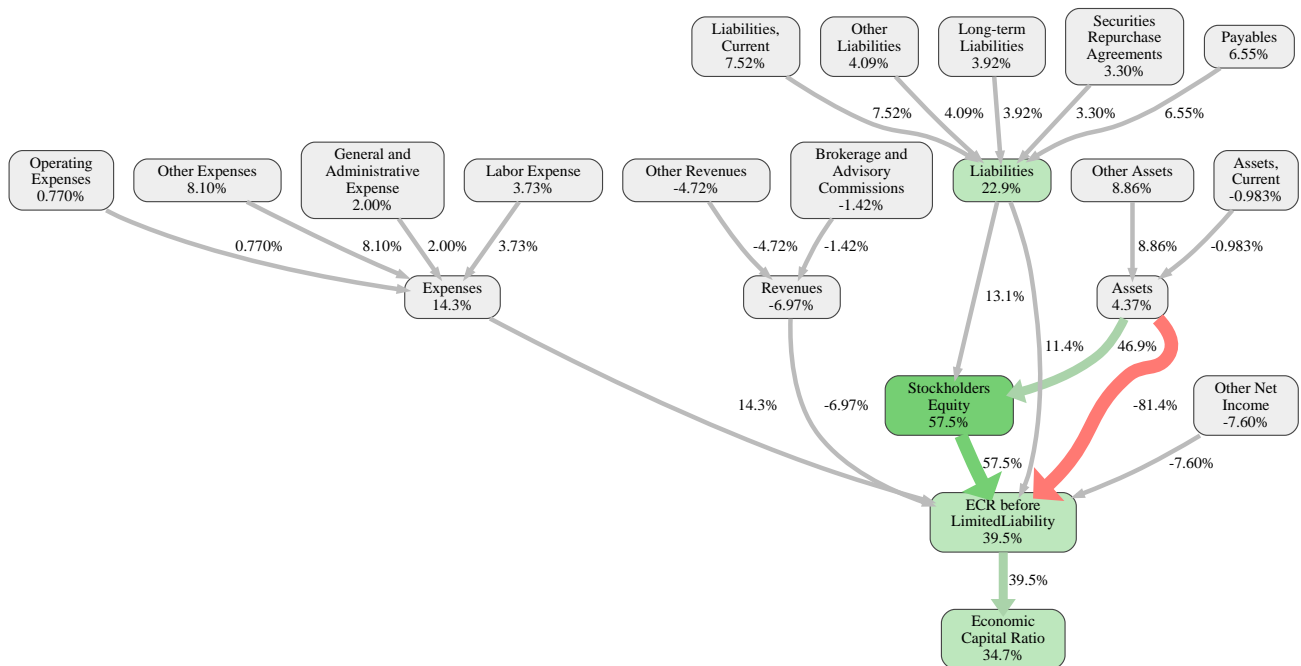 Liabilities,
Current
7.52%
Other
Liabilities
4.09%
Long-term
Liabilities
3.92%
Securities
Repurchase
Agreements
3.30%
Payables
6.55%
7.52%
4.09%
3.92%
3.30%
6.55%
Operating
Expenses
0.770%
Other Expenses
8.10%
General and
Administrative
Expense
2.00%
Labor Expense
3.73%
Other Revenues
-4.72%
Brokerage and
Advisory
Commissions
-1.42%
Liabilities
22.9%
Other Assets
8.86%
Assets,
Current
-0.983%
0.770%
8.10%
2.00%
3.73%
-4.72%
-1.42%
8.86%
-0.983%
Expenses
14.3%
Revenues
-6.97%
13.1%
Assets
4.37%
11.4%
46.9%
Stockholders
Equity
57.5%
Other Net
Income
-7.60%
14.3%
-6.97%
-81.4%
57.5%
-7.60%
ECR before
LimitedLiability
39.5%
39.5%
Economic
Capital Ratio
34.7%